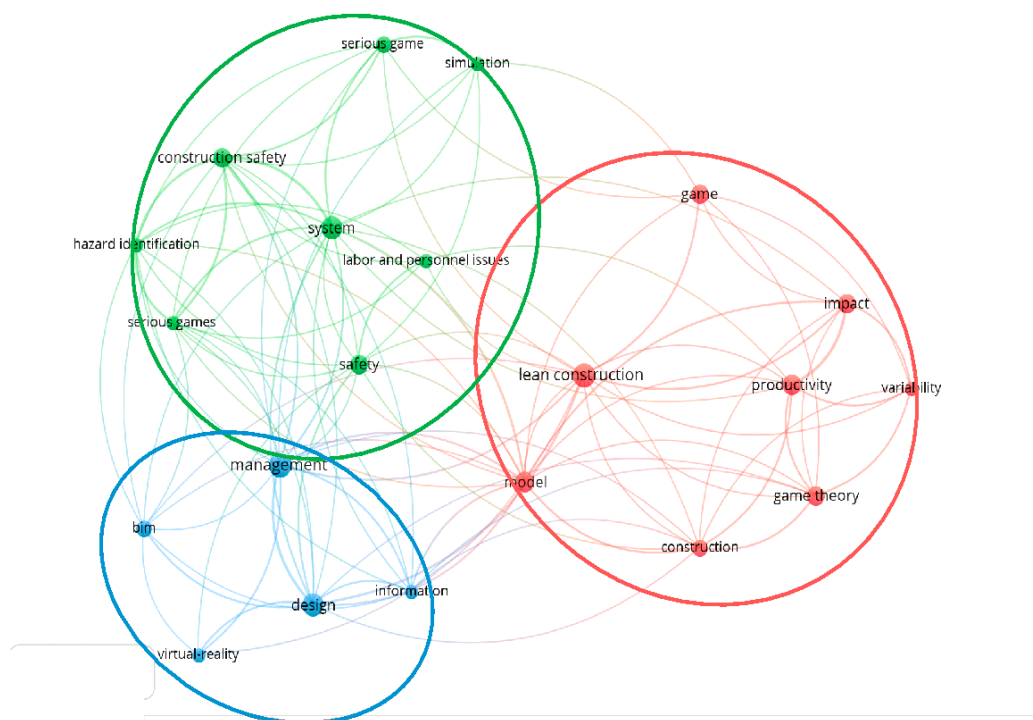 serious game
simulation
construction safety
game
system
hazard identification
labor and personnel issues
impact
serious games
safety
lean construction
productivity
variability
management
model
game theory
bim
construction
information
design
virtual-reality